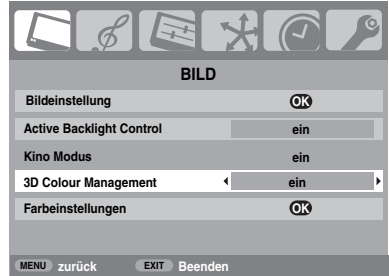 BILD
Bildeinstellung OK
Active Backlight Control ein
Kino Modus ein
3D Colour Management ein
Farbeinstellungen OK
MENU zurück EXIT Beenden